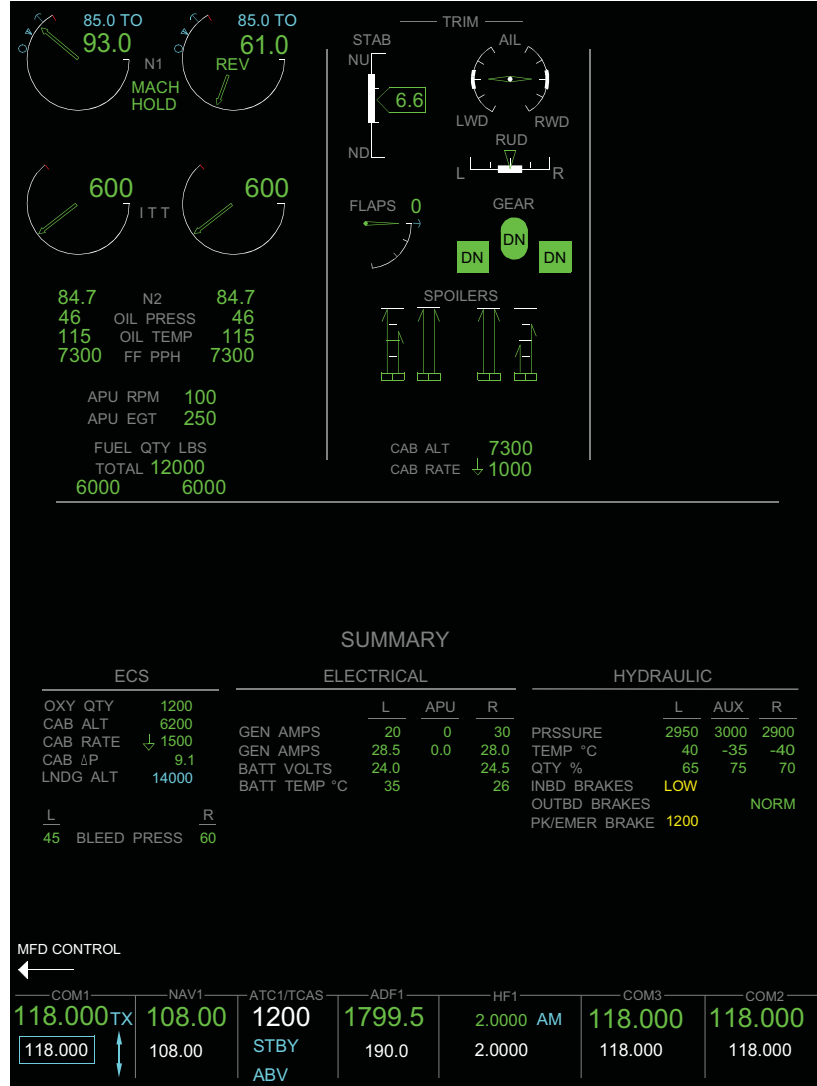 85.0 TO 85.0 TO
93.0 61.0
N1 REV
MACH
HOLD
600 ITT 600
84.7 N2 84.7
46 OIL PRESS 46
115 OIL TEMP 115
7300 FF PPH 7300
APU RPM 100
APU EGT 250
FUEL QTY LBS
TOTAL 12000
6000 6000
TRIM
STAB AIL
NU
6.6
LWD RWD
ND RUD
L R
FLAPS 0 GEAR
DN
DN DN
SPOILERS
CAB ALT 7300
CAB RATE 1000
SUMMARY
ECS
OXY QTY 1200
CAB ALT 6200
CAB RATE 1500
CAB ΔP 9.1
LNDG ALT 14000
L R
45 BLEED PRESS 60
ELECTRICAL
L APU R
GEN AMPS 20 0 30
GEN AMPS 28.5 0.0 28.0
BATT VOLTS 24.0 24.5
BATT TEMP °C 35 26
HYDRAULIC
L AUX R
PRSSURE 2950 3000 2900
TEMP °C 40 -35 -40
QTY % 65 75 70
INBD BRAKES LOW
OUTBD BRAKES NORM
PK/EMER BRAKE 1200
MFD CONTROL
COM1 NAV1 ATC1/TCAS ADF1 HF1 COM3 COM2
118.000 TX 108.00 1200 1799.5 2.0000 AM 118.000 118.000
118.000 108.00 STBY 190.0 2.0000 118.000 118.000
ABV